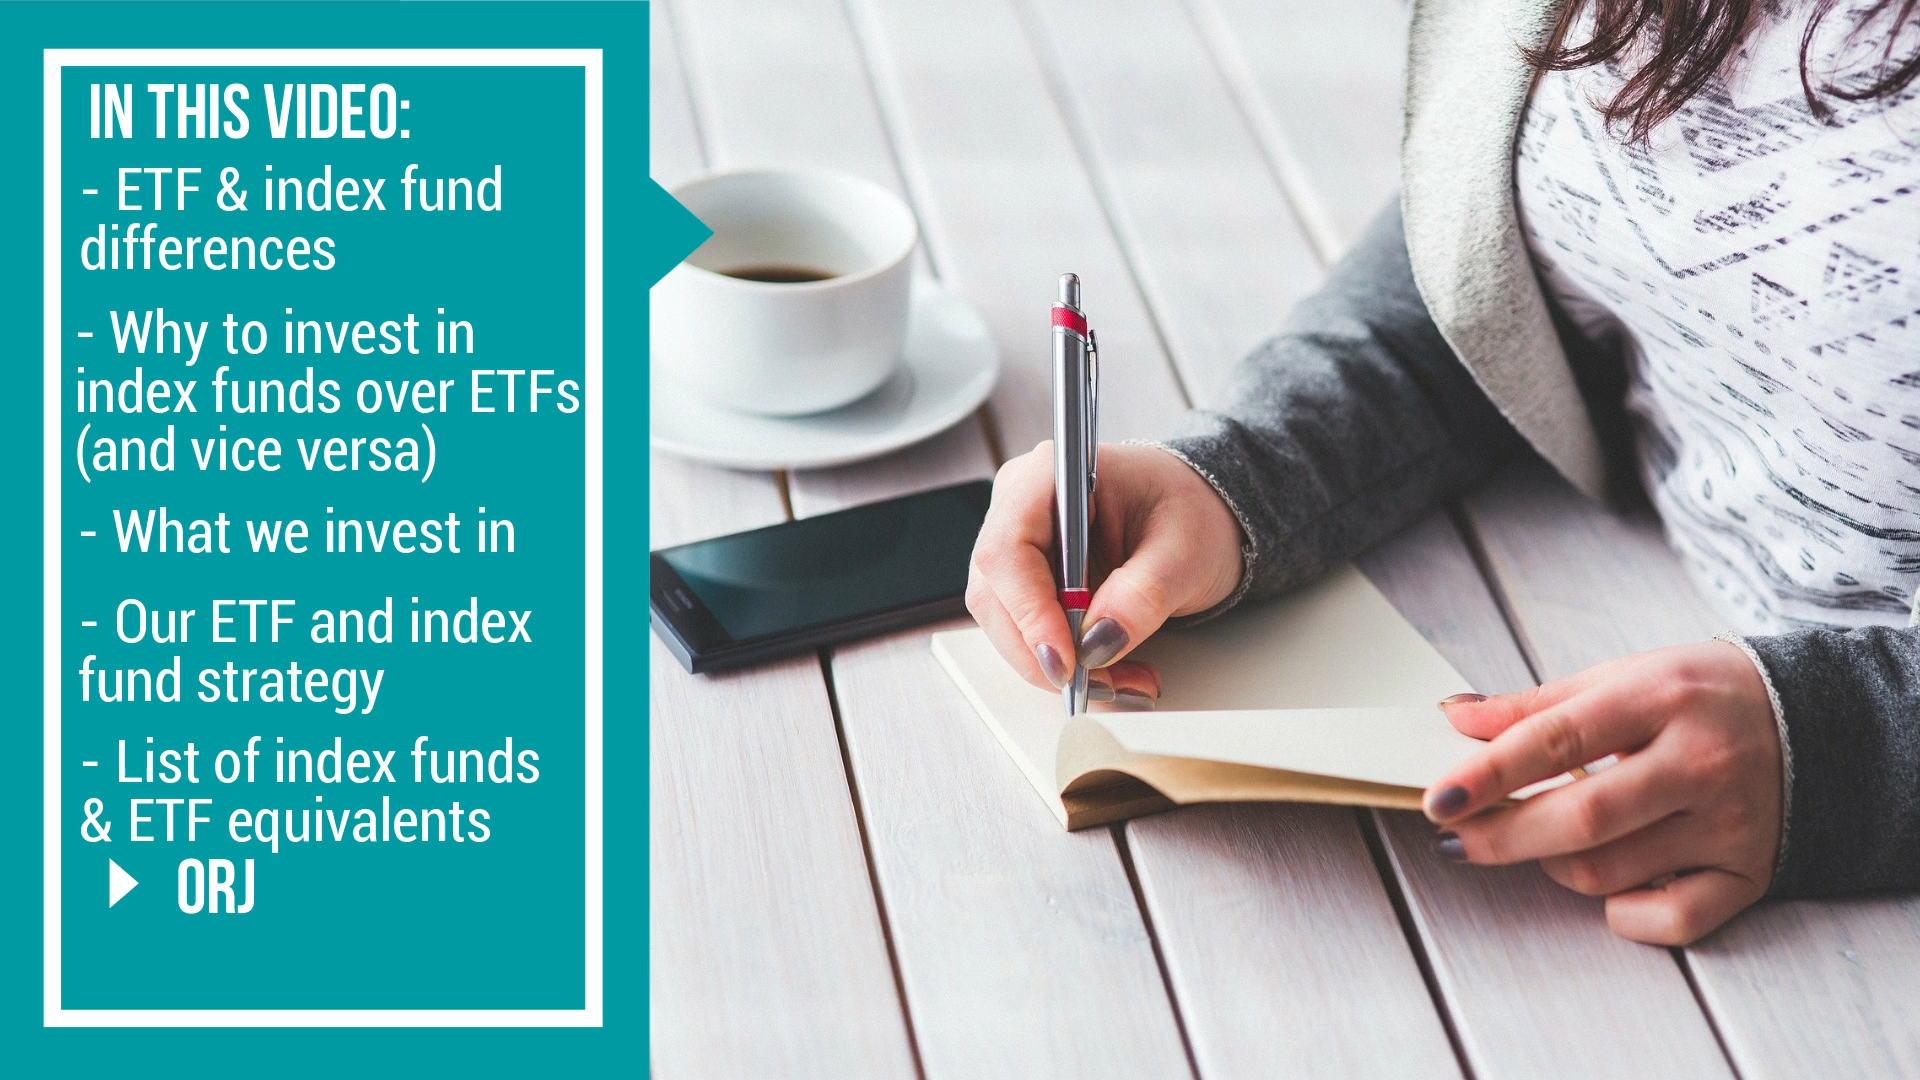 IN THIS VIDEO:
- ETF & index fund
differences
- Why to invest in
index funds over ETFs
(and vice versa)
- What we invest in
- Our ETF and index
fund strategy
- List of index funds
& ETF equivalents
ORJ